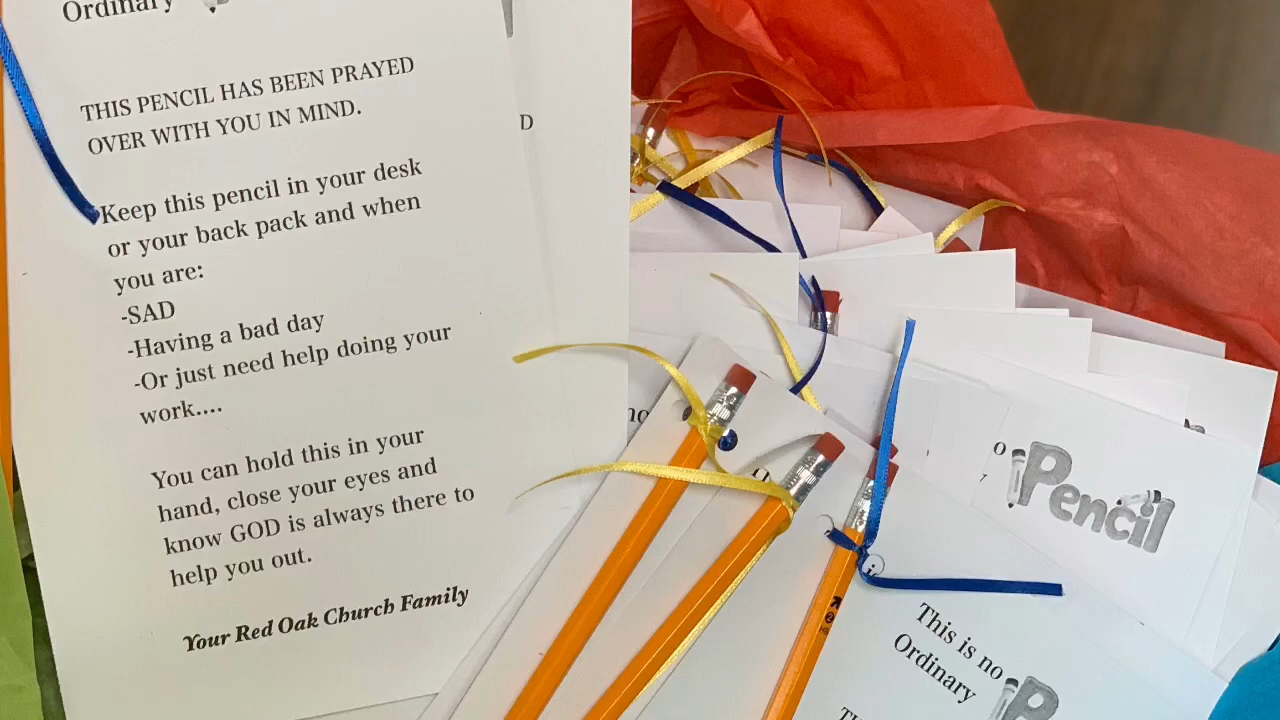 Ordinary
THIS PENCIL HAS BEEN PRAYED
OVER WITH YOU IN MIND.
Keep this pencil in your desk
or your back pack and when
you are:
-SAD
-Having a bad day
-Or just need help doing your
work....
You can hold this in your
hand, close your eyes and
know GOD is always there to
help you out.
Your Red Oak Church Family
D
no
Pencil
This is no
Ordinary
P